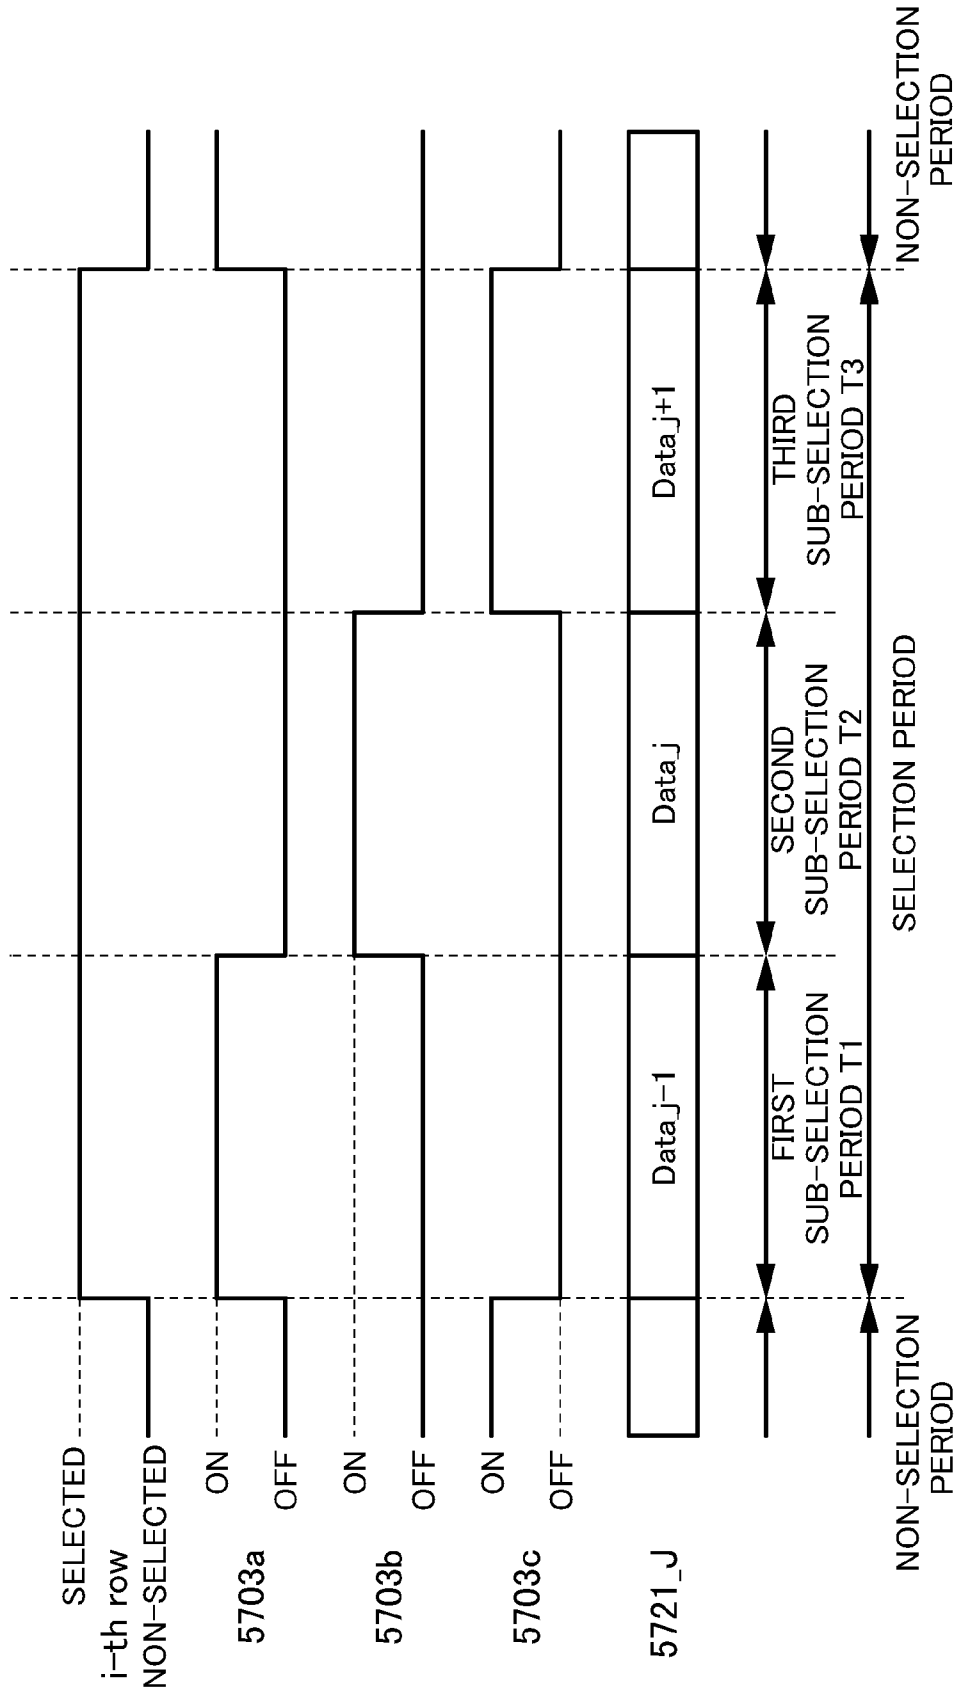 SELECTED
i-th row
NON-SELECTED
ON
5703a
OFF
ON
5703b
OFF
ON
5703c
OFF
5721_J
Data_j-1
Data_j
Data_j+1
FIRST
SUB-SELECTION
PERIOD T1
SECOND
SUB-SELECTION
PERIOD T2
THIRD
SUB-SELECTION
PERIOD T3
NON-SELECTION
PERIOD
SELECTION PERIOD
NON-SELECTION
PERIOD